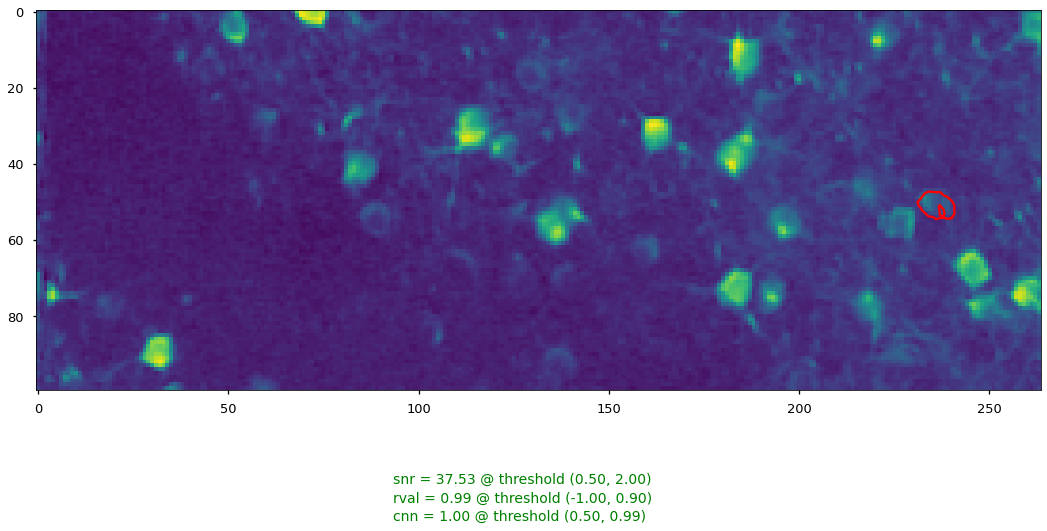 0
20
40
60
80
0 50 100 150 200 250
snr = 37.53 @ threshold (0.50, 2.00)
rval = 0.99 @ threshold (-1.00, 0.90)
cnn = 1.00 @ threshold (0.50, 0.99)